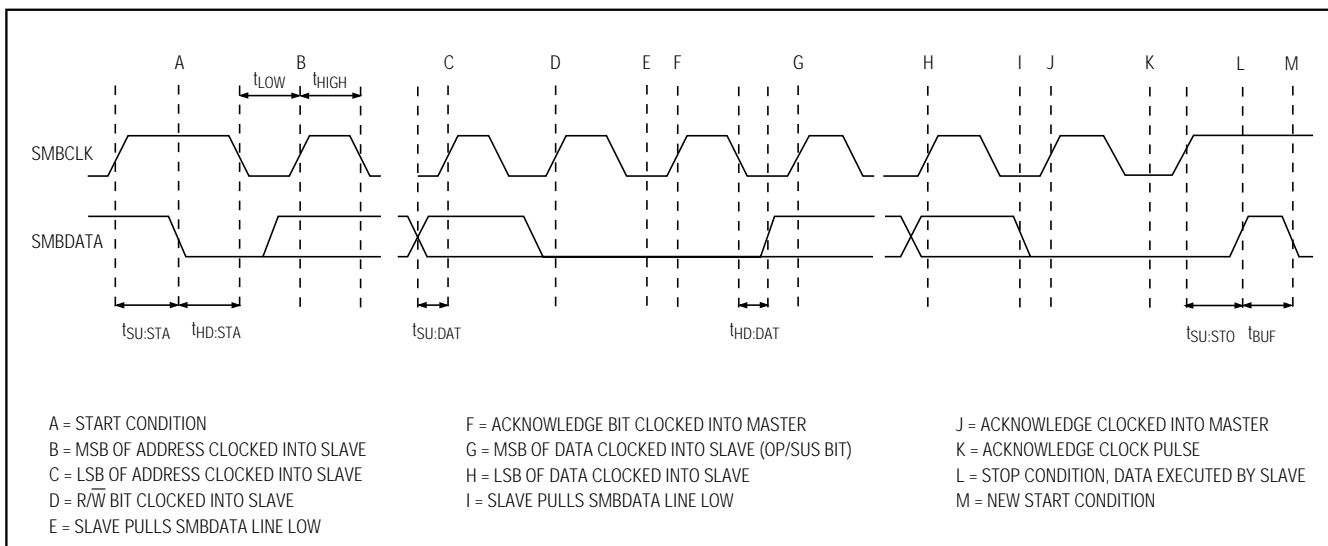 A B C D E F G H I J K L M
tLOW tHIGH
SMBCLK
SMBDATA
tSU:STA tHD:STA tSU:DAT tHD:DAT tSU:STO tBUF
A = START CONDITION
B = MSB OF ADDRESS CLOCKED INTO SLAVE
C = LSB OF ADDRESS CLOCKED INTO SLAVE
D = R/W̅ BIT CLOCKED INTO SLAVE
E = SLAVE PULLS SMBDATA LINE LOW
F = ACKNOWLEDGE BIT CLOCKED INTO MASTER
G = MSB OF DATA CLOCKED INTO SLAVE (OP/SUS BIT)
H = LSB OF DATA CLOCKED INTO SLAVE
I = SLAVE PULLS SMBDATA LINE LOW
J = ACKNOWLEDGE CLOCKED INTO MASTER
K = ACKNOWLEDGE CLOCK PULSE
L = STOP CONDITION, DATA EXECUTED BY SLAVE
M = NEW START CONDITION